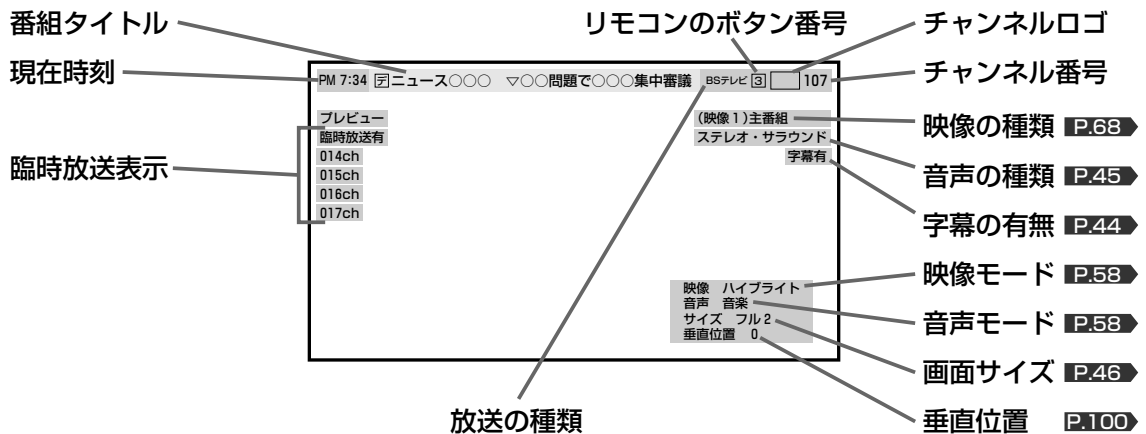 番組タイトル
リモコンのボタン番号
チャンネルロゴ
現在時刻
チャンネル番号
PM 7:34 デニュース○○○ ▽○○問題で○○○集中審議 BSテレビ 3 107
プレビュー
臨時放送有
014ch
015ch
016ch
017ch
臨時放送表示
(映像1)主番組
ステレオ・サラウンド
字幕有
映像の種類 P.68
音声の種類 P.45
字幕の有無 P.44
映像 ハイブライト
音声 音楽
サイズ フル2
垂直位置 0
映像モード P.58
音声モード P.58
画面サイズ P.46
垂直位置 P.100
放送の種類